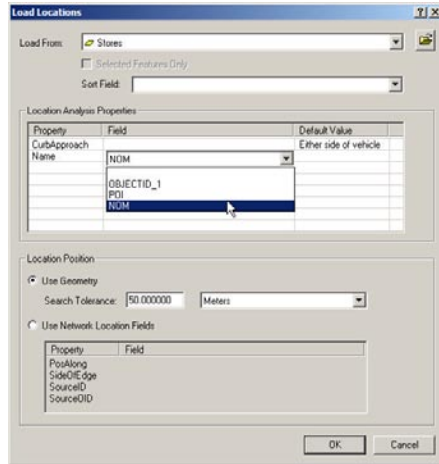 Load Locations
Load From: Stores
Selected Features Only
Sort Field:
Location Analysis Properties
Property Field Default Value
CurbApproach Either side of vehicle
Name NOM
OBJECTID_1
POI
NOM
Location Position
Use Geometry
Search Tolerance: 50.000000 Meters
Use Network Location Fields
Property Field
PosAlong
SideOfEdge
SourceID
SourceOID
OK Cancel